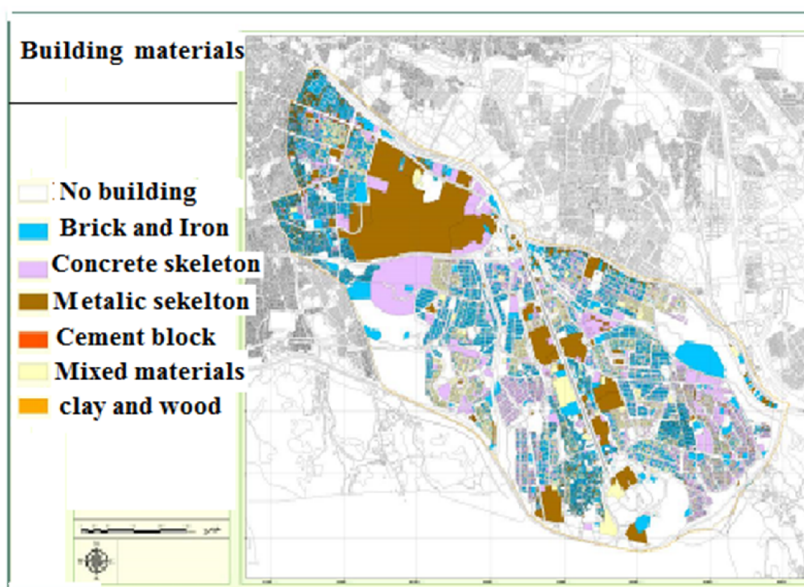 Building materials
No building
Brick and Iron
Concrete skeleton
Metalic sekelton
Cement block
Mixed materials
clay and wood